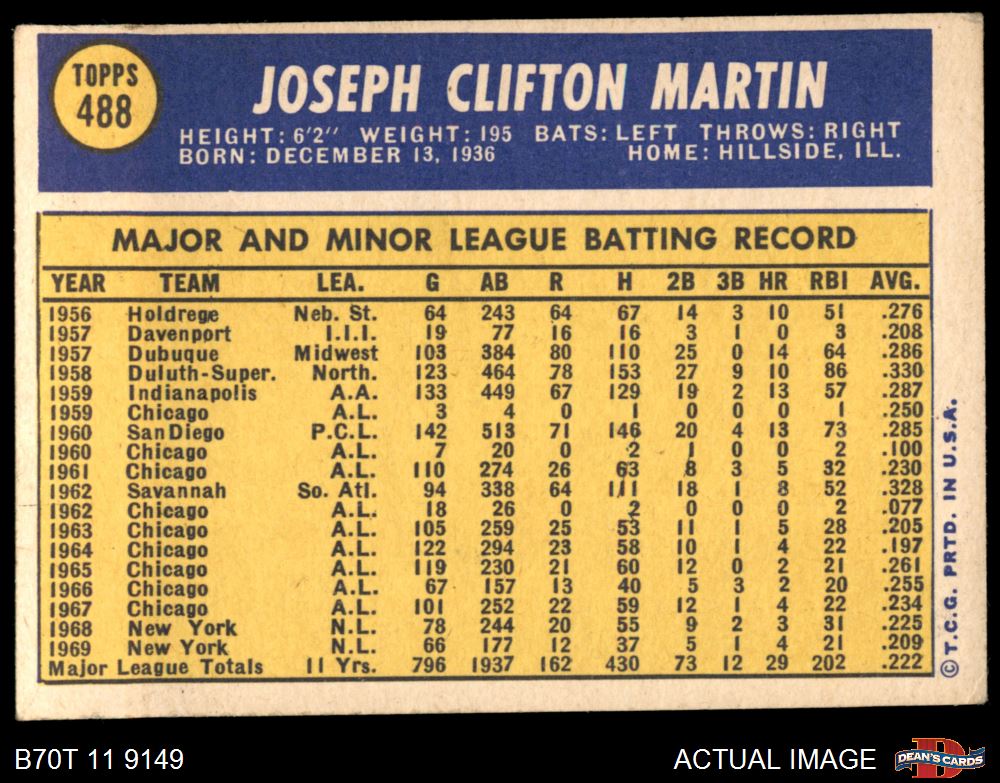 TOPPS
488
JOSEPH CLIFTON MARTIN
HEIGHT: 6'2'' WEIGHT: 195 BATS: LEFT THROWS: RIGHT
BORN: DECEMBER 13, 1936 HOME: HILLSIDE, ILL.
MAJOR AND MINOR LEAGUE BATTING RECORD
YEAR TEAM LEA. G AB R H 2B 3B HR RBI AVG.
1956 Holdrege Neb. St. 64 243 64 67 14 3 10 51 .276
1957 Davenport I.I.I. 19 77 16 16 3 1 0 3 .208
1957 Dubuque Midwest 103 384 80 110 25 0 14 64 .286
1958 Duluth-Super. North. 123 464 78 153 27 9 10 86 .330
1959 Indianapolis A.A. 133 449 67 129 19 2 13 57 .287
1959 Chicago A.L. 3 4 0 1 0 0 0 1 .250
1960 San Diego P.C.L. 142 513 71 146 20 4 13 73 .285
1960 Chicago A.L. 7 20 0 2 1 0 0 2 .100
1961 Chicago A.L. 110 274 26 63 8 3 5 32 .230
1962 Savannah So. Atl. 94 338 64 111 18 1 8 52 .328
1962 Chicago A.L. 18 26 0 2 0 0 0 2 .077
1963 Chicago A.L. 105 259 25 53 11 1 5 28 .205
1964 Chicago A.L. 122 294 23 58 10 1 4 22 .197
1965 Chicago A.L. 119 230 21 60 12 0 2 21 .261
1966 Chicago A.L. 67 157 13 40 5 3 2 20 .255
1967 Chicago A.L. 101 252 22 59 12 1 4 22 .234
1968 New York N.L. 78 244 20 55 9 2 3 31 .225
1969 New York N.L. 66 177 12 37 5 1 4 21 .209
Major League Totals 11 Yrs. 796 1937 162 430 73 12 29 202 .222
© T.C.G. PRTD. IN U.S.A.
B70T 11 9149 ACTUAL IMAGE
D
DEAN'S CARDS